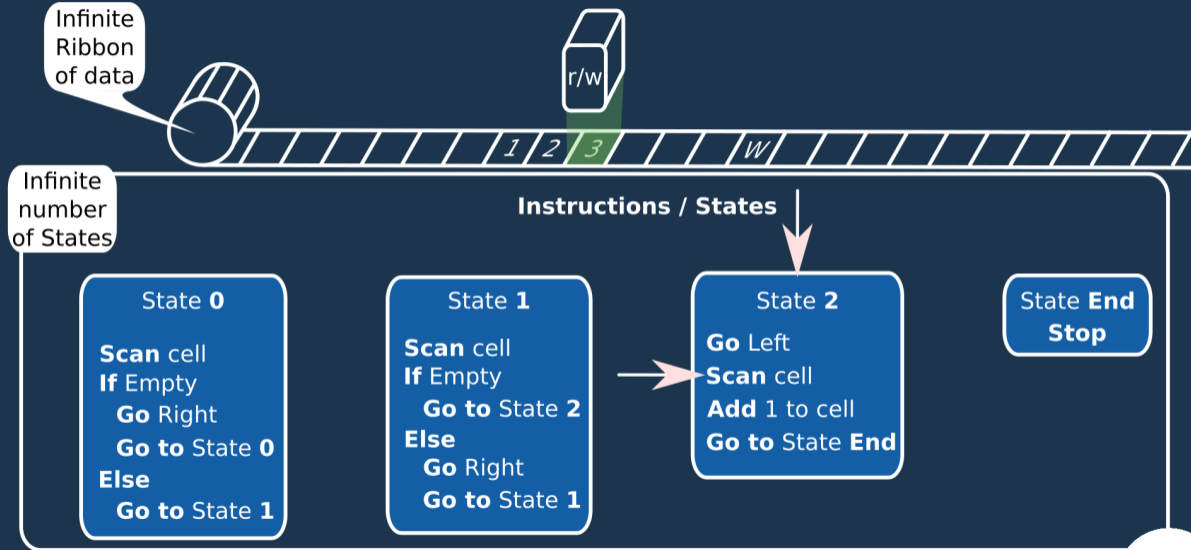 Infinite
Ribbon
of data
r/w
1 2 3 W
Infinite
number
of States
Instructions / States
State 0
Scan cell
If Empty
Go Right
Go to State 0
Else
Go to State 1
State 1
Scan cell
If Empty
Go to State 2
Else
Go Right
Go to State 1
State 2
Go Left
Scan cell
Add 1 to cell
Go to State End
State End
Stop